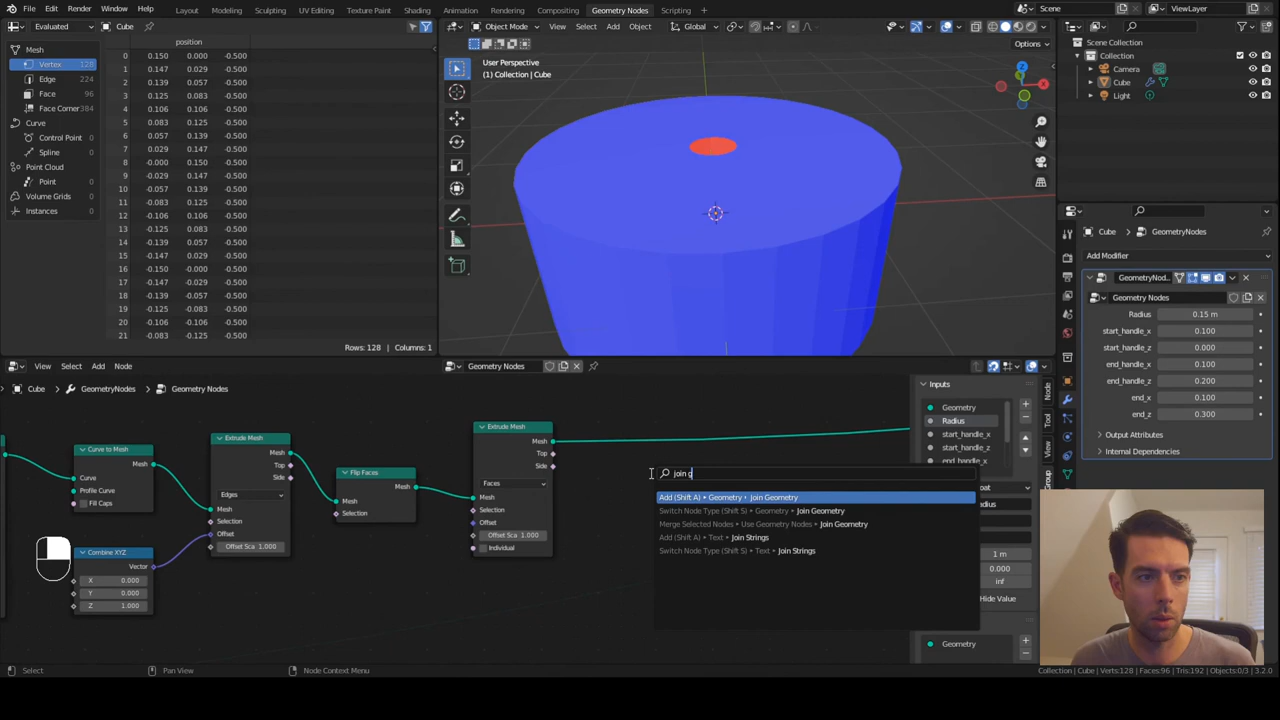 File Edit Render Window Help Layout Modeling Sculpting UV Editing Texture Paint Shading Animation Rendering Compositing Geometry Nodes Scripting Scene ViewLayer
Evaluated Cube
Mesh
Vertex 128
Edge 224
Face 96
Face Corner 384
Curve
Control Point 0
Spline 0
Point Cloud
Point 0
Volume Grids
Instances 0
position
0 0.150 0.000 -0.500
1 0.147 0.029 -0.500
2 0.139 0.057 -0.500
3 0.125 0.083 -0.500
4 0.106 0.106 -0.500
5 0.083 0.125 -0.500
6 0.057 0.139 -0.500
7 0.029 0.147 -0.500
8 -0.000 0.150 -0.500
9 -0.029 0.147 -0.500
10 -0.057 0.139 -0.500
11 -0.083 0.125 -0.500
12 -0.106 0.106 -0.500
13 -0.125 0.083 -0.500
14 -0.139 0.057 -0.500
15 -0.147 0.029 -0.500
16 -0.150 -0.000 -0.500
17 -0.147 -0.029 -0.500
18 -0.139 -0.057 -0.500
19 -0.125 -0.083 -0.500
20 -0.106 -0.106 -0.500
21 -0.083 -0.125 -0.500
Rows: 128 | Columns: 1
Object Mode View Select Add Object Global
Options
User Perspective
(1) Collection | Cube
X
Y
Z
Scene Collection
Collection
Camera
Cube
Light
Cube GeometryNodes
Add Modifier
GeometryNod..
Geometry Nodes
Radius 0.15 m
start_handle_x 0.100
start_handle_z 0.000
end_handle_x 0.100
end_handle_z 0.200
end_x 0.100
end_z 0.300
Output Attributes
Internal Dependencies
View Select Add Node Geometry Nodes
Cube GeometryNodes Geometry Nodes
Curve to Mesh
Mesh
Curve
Profile Curve
Fill Caps
Combine XYZ
Vector
X 0.000
Y 0.000
Z 1.000
Extrude Mesh
Mesh
Top
Side
Edges
Mesh
Selection
Offset
Offset Sca 1.000
Flip Faces
Mesh
Mesh
Selection
Extrude Mesh
Mesh
Top
Side
Faces
Mesh
Selection
Offset
Offset Sca 1.000
Individual
join g
Add (Shift A) Geometry Join Geometry
Switch Node Type (Shift S) Geometry Join Geometry
Merge Selected Nodes Use Geometry Nodes Join Geometry
Add (Shift A) Text Join Strings
Switch Node Type (Shift S) Text Join Strings
Inputs
Geometry
Radius
start_handle_x
start_handle_z
Node
Tool
View
1 m
0.000
inf
Hide Value
Geometry
Select Pan View Node Context Menu
Collection | Cube | Verts:128 | Faces:96 | Tris:192 | Objects:0/3 | 3.2.0